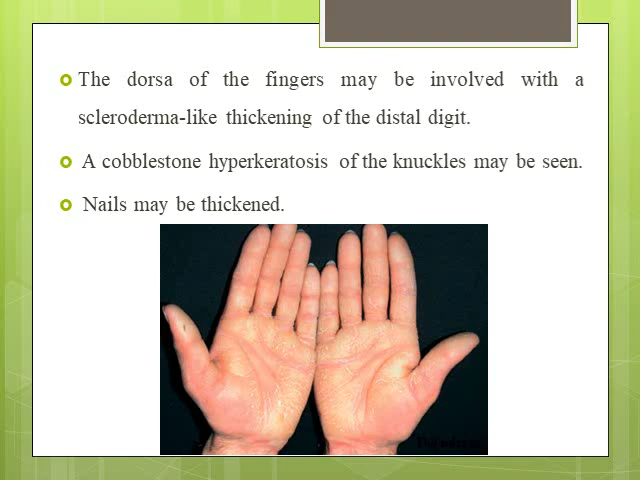 The dorsa of the fingers may be involved with a
scleroderma-like thickening of the distal digit.
A cobblestone hyperkeratosis of the knuckles may be seen.
Nails may be thickened.